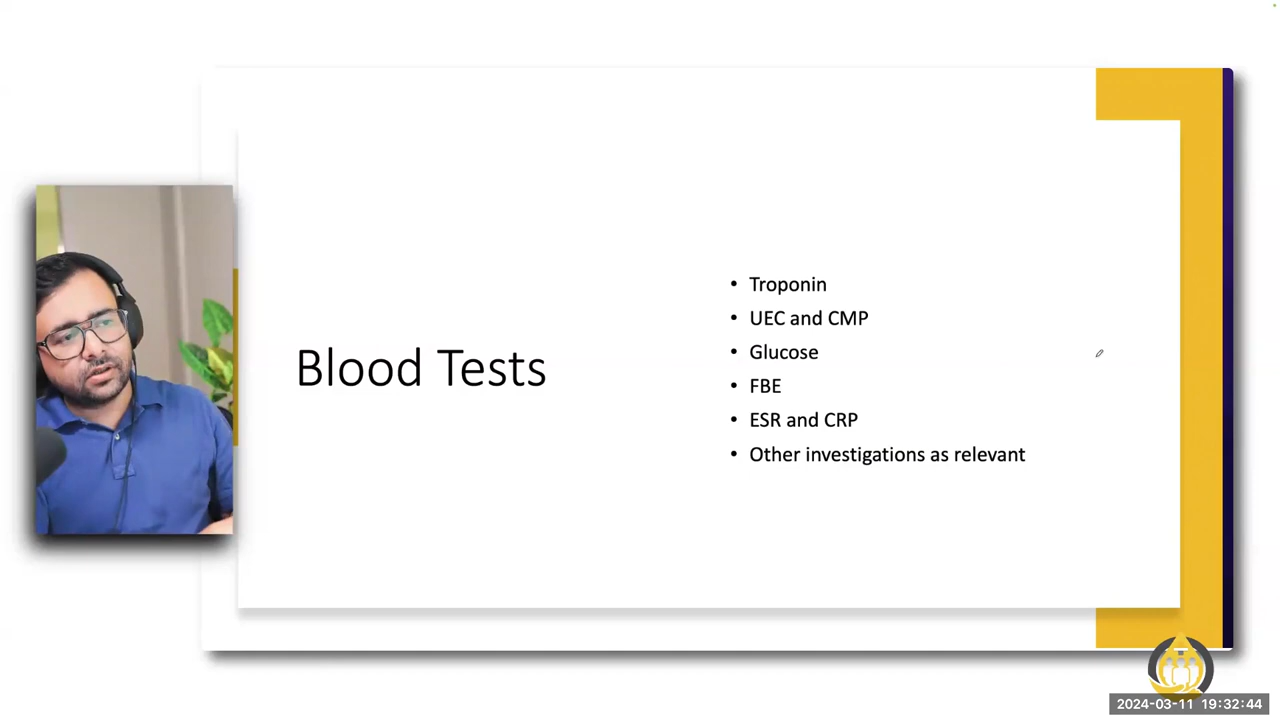 Blood Tests
• Troponin
• UEC and CMP
• Glucose
• FBE
• ESR and CRP
• Other investigations as relevant
2024-03-11 19:32:44